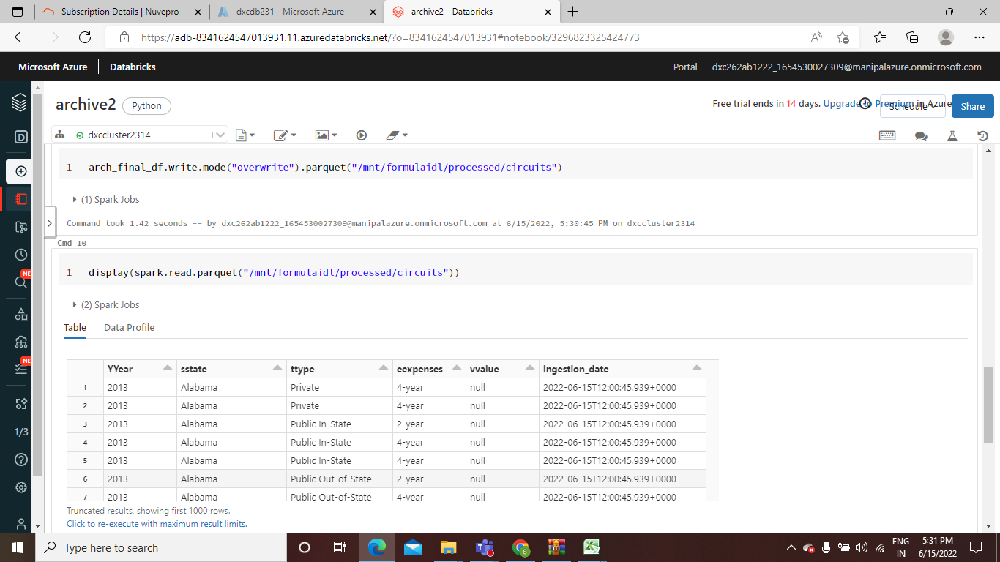 Subscription Details | Nuvepro
dxcdb231 - Microsoft Azure
archive2 - Databricks
https://adb-8341624547013931.11.azuredatabricks.net/?o=8341624547013931#notebook/3296823325424773
Microsoft Azure Databricks
Portal dxc262ab1222_1654530027309@manipalazure.onmicrosoft.com
archive2 Python
Free trial ends in 14 days. Upgrade to Premium in Azure
Schedule
Share
dxccluster2314
D
1 arch_final_df.write.mode("overwrite").parquet("/mnt/formulaidl/processed/circuits")
(1) Spark Jobs
Command took 1.42 seconds -- by dxc262ab1222_1654530027309@manipalazure.onmicrosoft.com at 6/15/2022, 5:30:45 PM on dxccluster2314
Cmd 10
1 display(spark.read.parquet("/mnt/formulaidl/processed/circuits"))
(2) Spark Jobs
Table Data Profile
YYear sstate ttype eexpenses vvalue ingestion_date
1 2013 Alabama Private 4-year null 2022-06-15T12:00:45.939+0000
2 2013 Alabama Private 4-year null 2022-06-15T12:00:45.939+0000
3 2013 Alabama Public In-State 2-year null 2022-06-15T12:00:45.939+0000
4 2013 Alabama Public In-State 4-year null 2022-06-15T12:00:45.939+0000
5 2013 Alabama Public In-State 4-year null 2022-06-15T12:00:45.939+0000
6 2013 Alabama Public Out-of-State 2-year null 2022-06-15T12:00:45.939+0000
7 2013 Alabama Public Out-of-State 4-year null 2022-06-15T12:00:45.939+0000
Truncated results, showing first 1000 rows.
Click to re-execute with maximum result limits.
NEW
NEW
1/3
Type here to search
ENG
IN
5:31 PM
6/15/2022